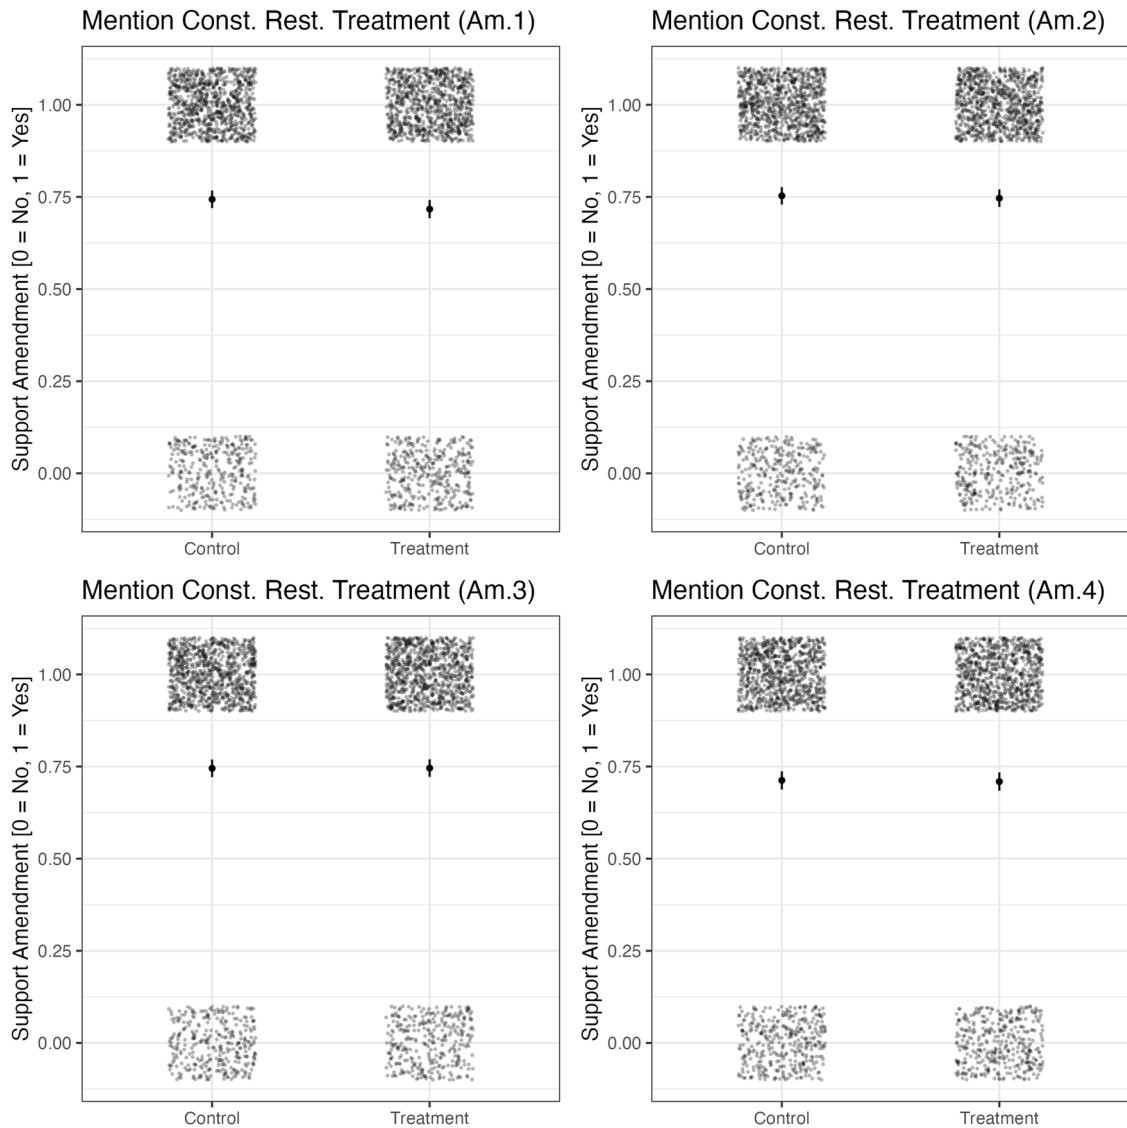 Mention Const. Rest. Treatment (Am.1)
Support Amendment [0 = No, 1 = Yes]
1.00
0.75
0.50
0.25
0.00
Control Treatment
Mention Const. Rest. Treatment (Am.2)
Support Amendment [0 = No, 1 = Yes]
1.00
0.75
0.50
0.25
0.00
Control Treatment
Mention Const. Rest. Treatment (Am.3)
Support Amendment [0 = No, 1 = Yes]
1.00
0.75
0.50
0.25
0.00
Control Treatment
Mention Const. Rest. Treatment (Am.4)
Support Amendment [0 = No, 1 = Yes]
1.00
0.75
0.50
0.25
0.00
Control Treatment